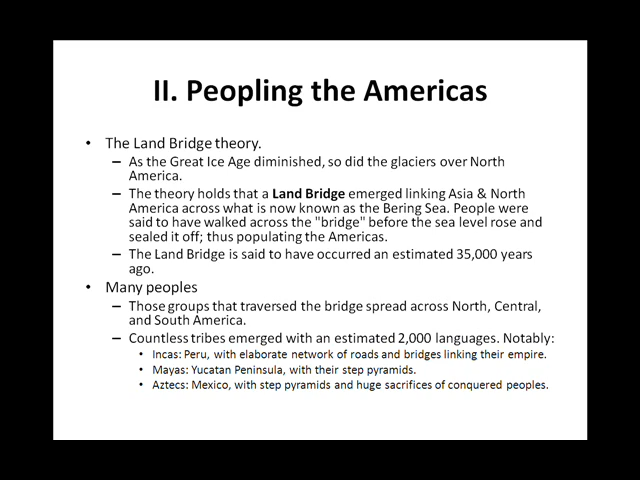 II. Peopling the Americas
• The Land Bridge theory.
– As the Great Ice Age diminished, so did the glaciers over North
America.
– The theory holds that a Land Bridge emerged linking Asia & North
America across what is now known as the Bering Sea. People were
said to have walked across the "bridge" before the sea level rose and
sealed it off; thus populating the Americas.
– The Land Bridge is said to have occurred an estimated 35,000 years
ago.
• Many peoples
– Those groups that traversed the bridge spread across North, Central,
and South America.
– Countless tribes emerged with an estimated 2,000 languages. Notably:
• Incas: Peru, with elaborate network of roads and bridges linking their empire.
• Mayas: Yucatan Peninsula, with their step pyramids.
• Aztecs: Mexico, with step pyramids and huge sacrifices of conquered peoples.